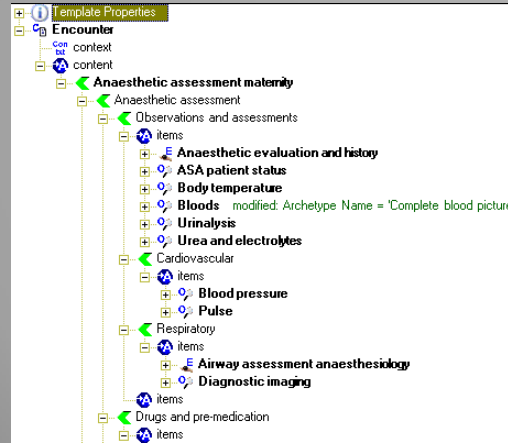 Template Properties
Encounter
Con
txt
context
content
Anaesthetic assessment maternity
Anaesthetic assessment
Observations and assessments
items
E Anaesthetic evaluation and history
ASA patient status
Body temperature
Bloods modified: Archetype Name = 'Complete blood picture
Urinalysis
Urea and electrolytes
Cardiovascular
items
Blood pressure
Pulse
Respiratory
items
E Airway assessment anaesthesiology
Diagnostic imaging
items
Drugs and pre-medication
items